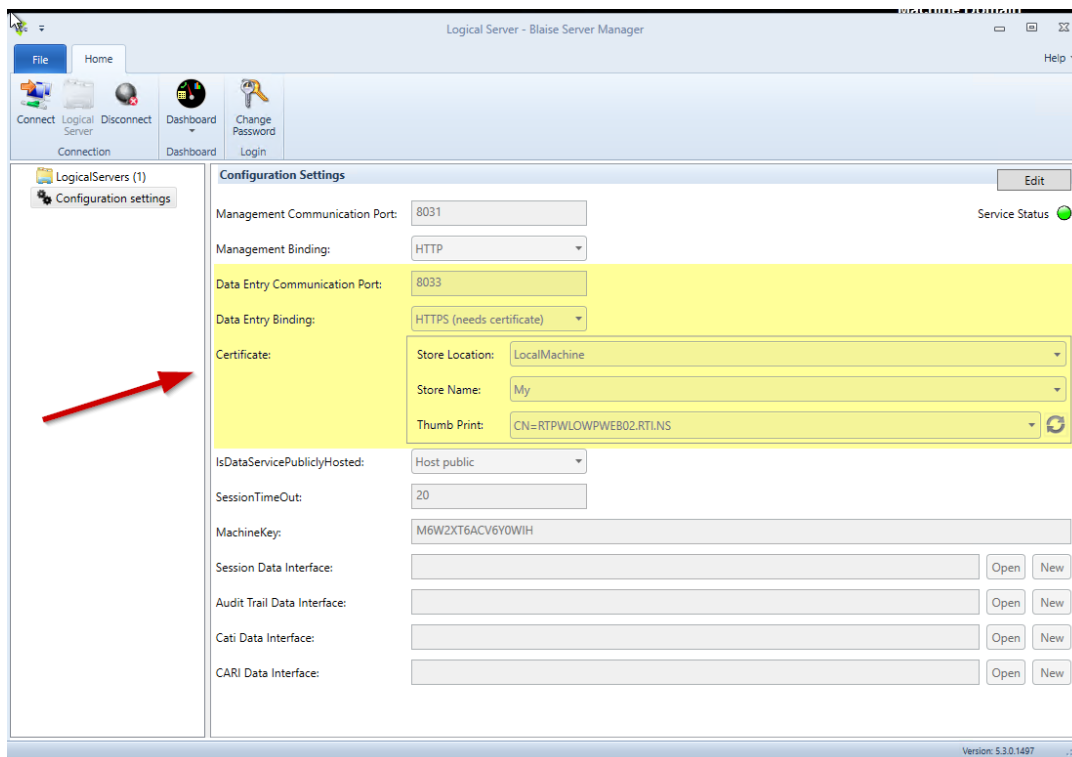 Machine Domain
Logical Server - Blaise Server Manager
File
Home
Help
Connect
Logical Server
Disconnect
Dashboard
Change Password
Connection
Dashboard
Login
LogicalServers (1)
Configuration settings
Configuration Settings
Edit
Management Communication Port: 8031
Service Status
Management Binding: HTTP
Data Entry Communication Port: 8033
Data Entry Binding: HTTPS (needs certificate)
Certificate: Store Location: LocalMachine
Store Name: My
Thumb Print: CN=RTPWLOWPWEB02.RTI.NS
IsDataServicePubliclyHosted: Host public
SessionTimeOut: 20
MachineKey: M6W2XT6ACV6Y0WIH
Session Data Interface: Open New
Audit Trail Data Interface: Open New
Cati Data Interface: Open New
CARI Data Interface: Open New
Version: 5.3.0.1497